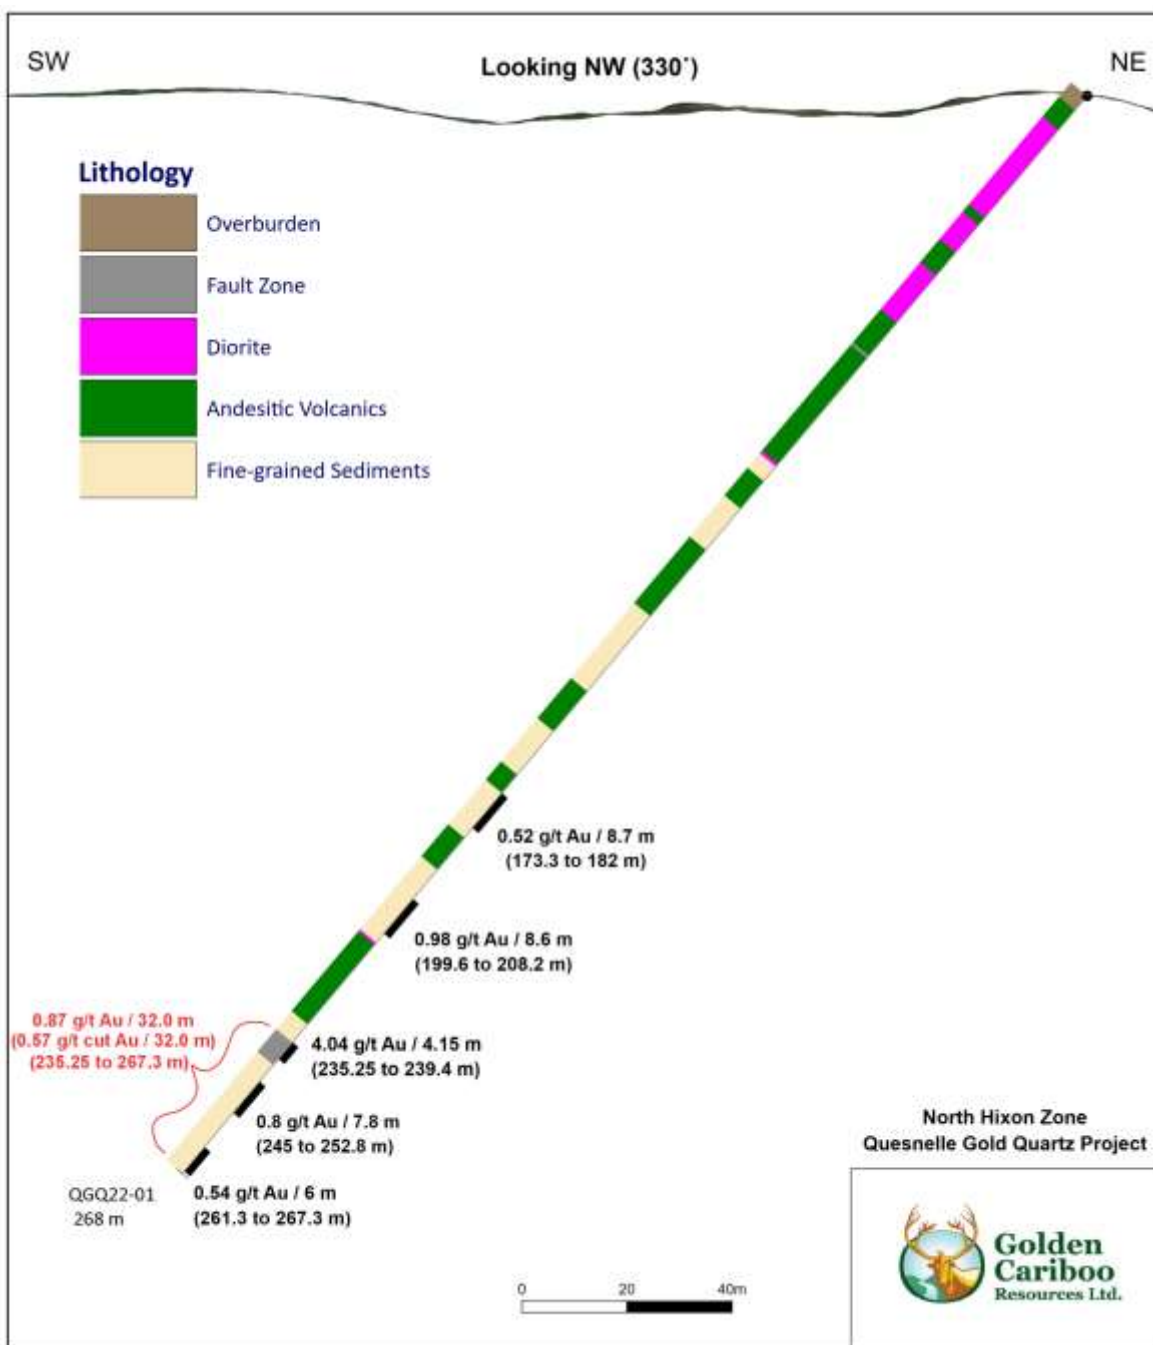 SW
Looking NW (330˚)
NE
Lithology
Overburden
Fault Zone
Diorite
Andesitic Volcanics
Fine-grained Sediments
0.52 g/t Au / 8.7 m
(173.3 to 182 m)
0.98 g/t Au / 8.6 m
(199.6 to 208.2 m)
0.87 g/t Au / 32.0 m
(0.57 g/t cut Au / 32.0 m)
(235.25 to 267.3 m)
4.04 g/t Au / 4.15 m
(235.25 to 239.4 m)
0.8 g/t Au / 7.8 m
(245 to 252.8 m)
QGQ22-01
268 m
0.54 g/t Au / 6 m
(261.3 to 267.3 m)
North Hixon Zone
Quesnelle Gold Quartz Project
0 20 40m
Golden
Cariboo
Resources Ltd.